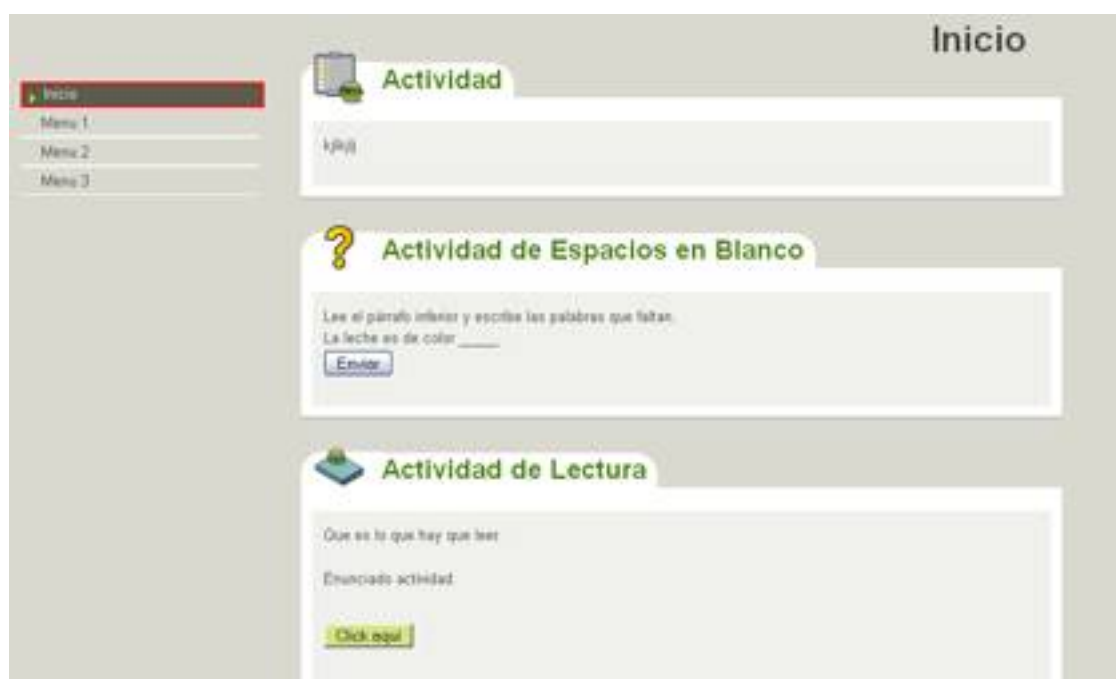 Inicio
Inicio
Menu 1
Menu 2
Menu 3
Actividad
Actividad de Espacios en Blanco
Lee el párrafo inferior y escribe las palabras que faltan.
La leche es de color _____
Enviar
Actividad de Lectura
Que es lo que hay que leer
Enunciado actividad
Click aquí